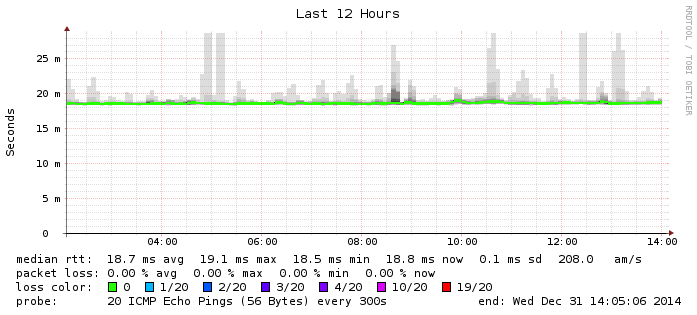 Last 12 Hours
RRDTOOL / TOBI OETIKER
Seconds
25 m
20 m
15 m
10 m
5 m
0
04:00 06:00 08:00 10:00 12:00 14:00
median rtt: 18.7 ms avg 19.1 ms max 18.5 ms min 18.8 ms now 0.1 ms sd 208.0 am/s
packet loss: 0.00 % avg 0.00 % max 0.00 % min 0.00 % now
loss color: 0 1/20 2/20 3/20 4/20 10/20 19/20
probe: 20 ICMP Echo Pings (56 Bytes) every 300s end: Wed Dec 31 14:05:06 2014